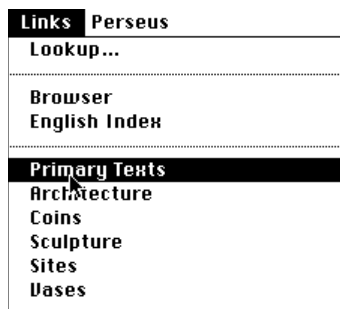 Links Perseus
Lookup...
Browser
English Index
Primary Texts
Architecture
Coins
Sculpture
Sites
Vases